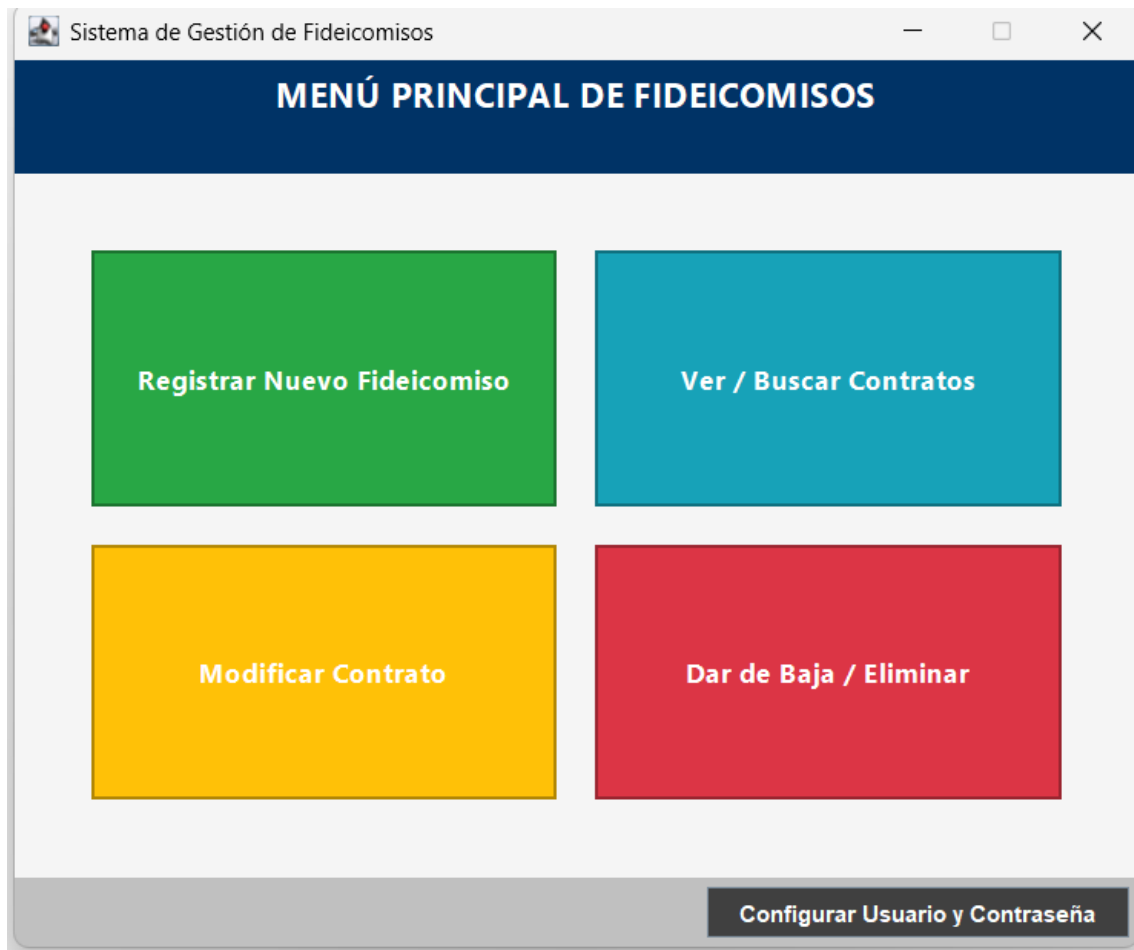 Sistema de Gestión de Fideicomisos
MENÚ PRINCIPAL DE FIDEICOMISOS
Registrar Nuevo Fideicomiso
Ver / Buscar Contratos
Modificar Contrato
Dar de Baja / Eliminar
Configurar Usuario y Contraseña